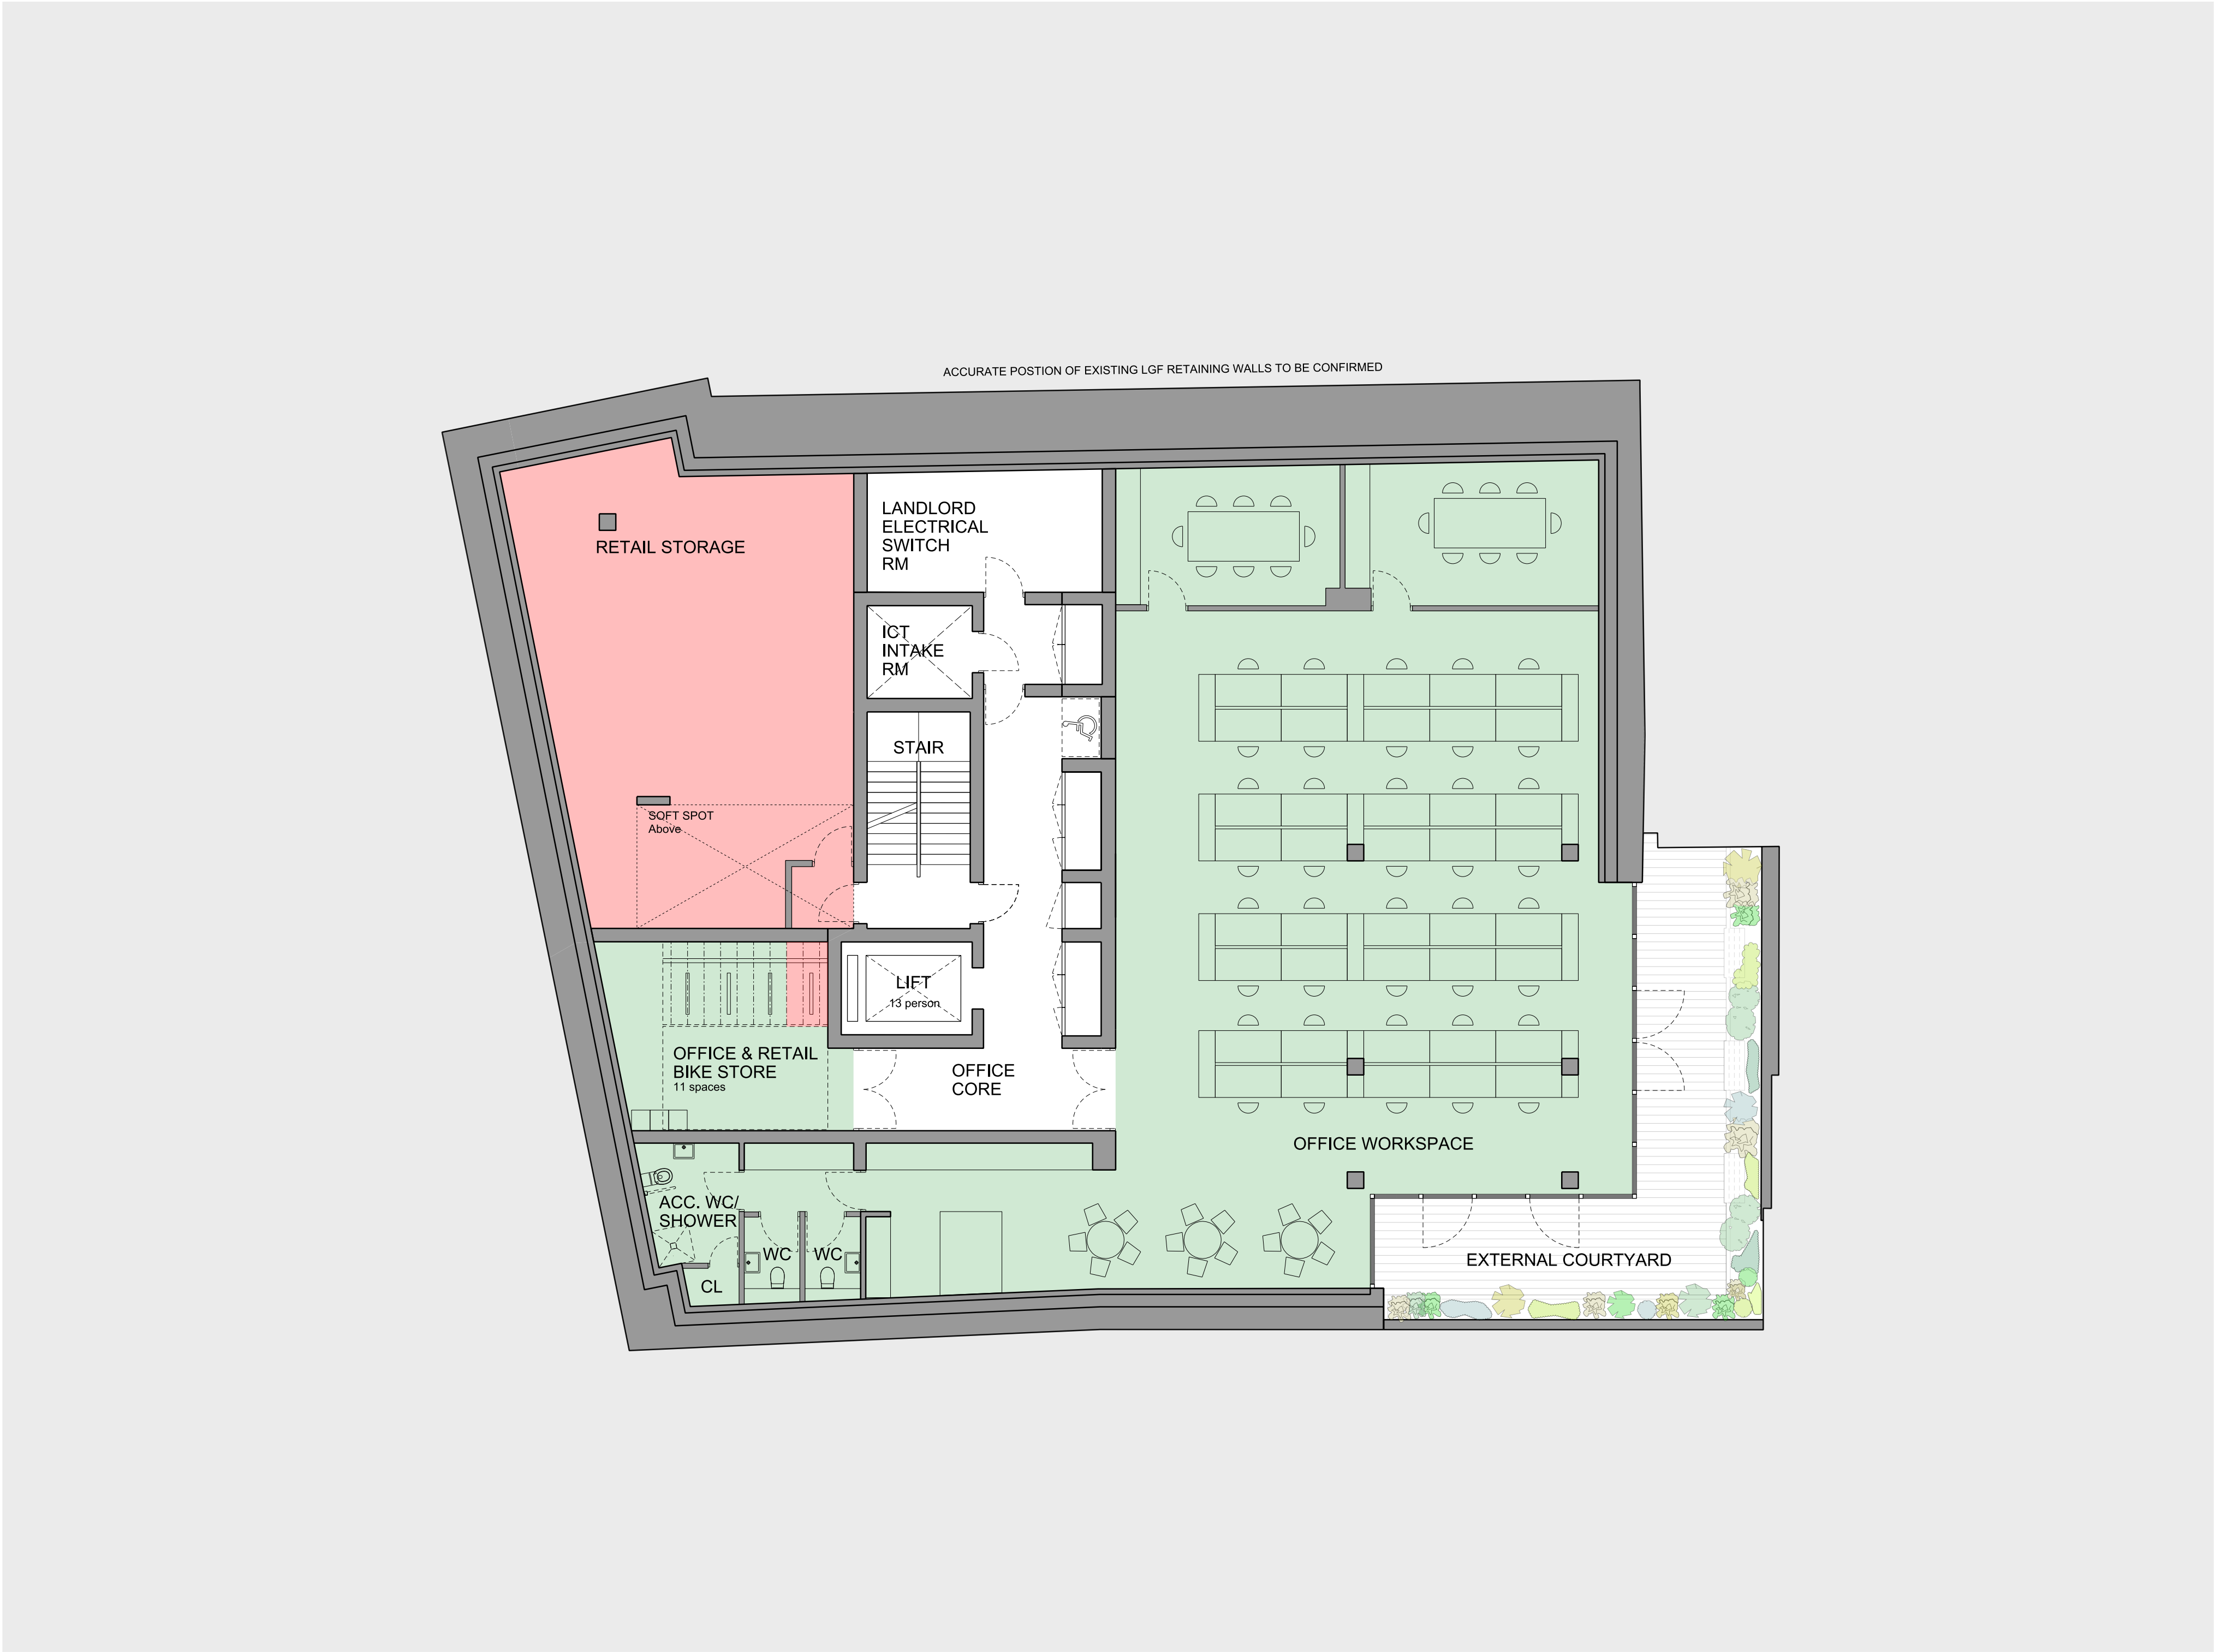 ACCURATE POSTION OF EXISTING LGF RETAINING WALLS TO BE CONFIRMED
RETAIL STORAGE
LANDLORD
ELECTRICAL
SWITCH
RM
ICT
INTAKE
RM
STAIR
SOFT SPOT
Above
LIFT
13 person
OFFICE & RETAIL
BIKE STORE
11 spaces
OFFICE
CORE
OFFICE WORKSPACE
ACC. WC/
SHOWER
WC
WC
CL
EXTERNAL COURTYARD